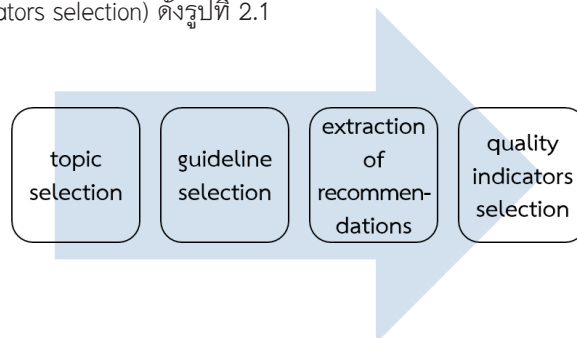 ators selection) ดังรูปที่ 2.1
topic
selection
guideline
selection
extraction
of
recommen-
dations
quality
indicators
selection